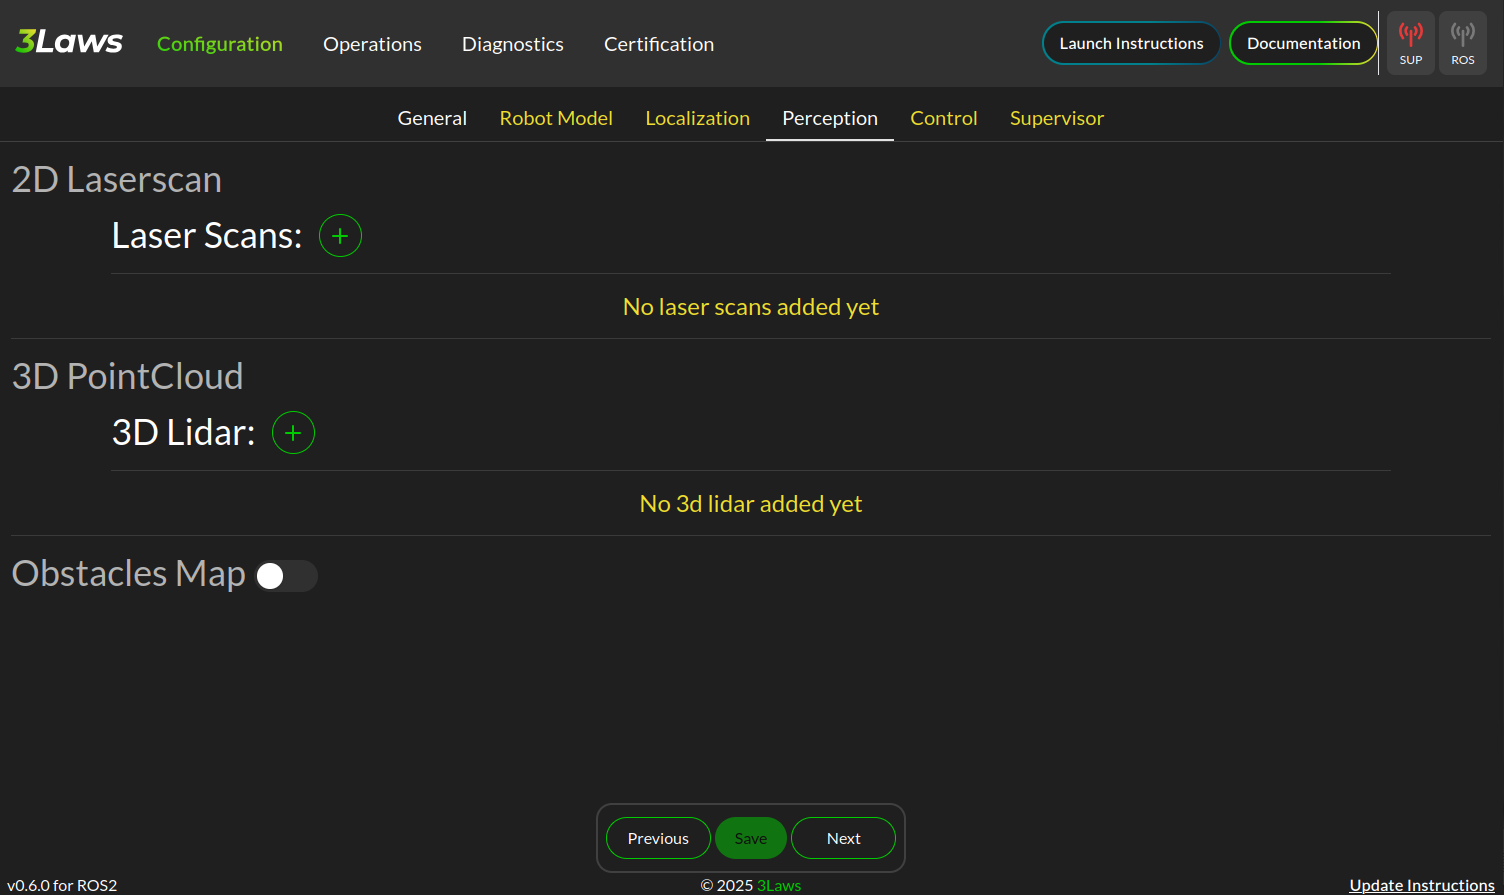 3Laws Configuration Operations Diagnostics Certification Launch Instructions Documentation SUP ROS
General Robot Model Localization Perception Control Supervisor
2D Laserscan
Laser Scans:
No laser scans added yet
3D PointCloud
3D Lidar:
No 3d lidar added yet
Obstacles Map
Previous Save Next
v0.6.0 for ROS2 © 2025 3Laws Update Instructions